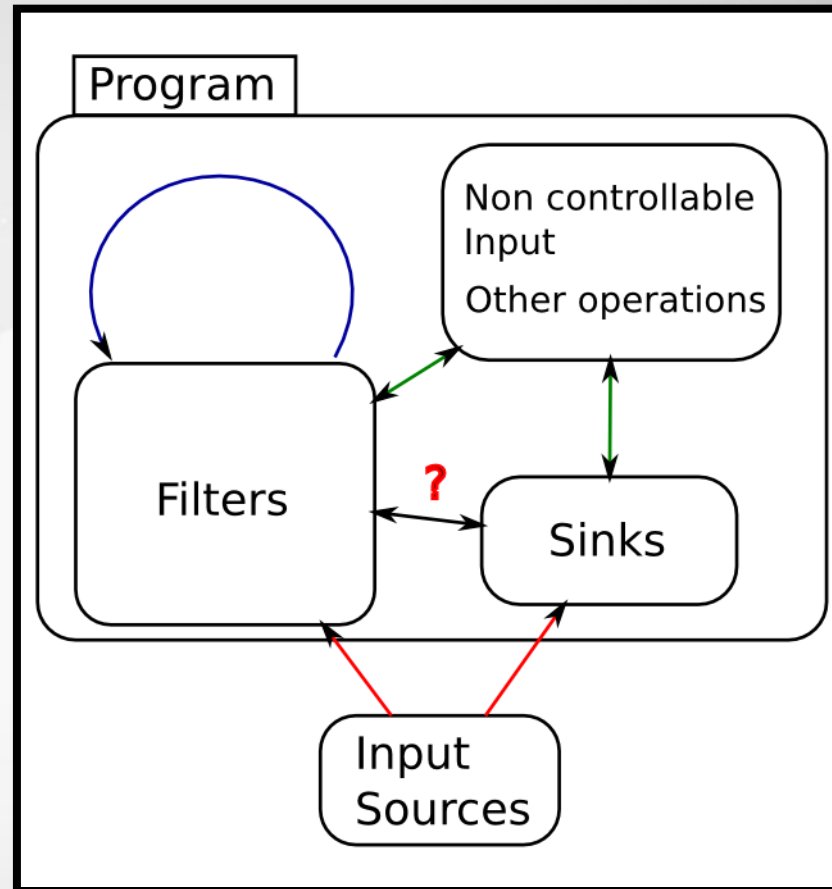 Program
Non controllable
Input
Other operations
Filters
?
Sinks
Input
Sources